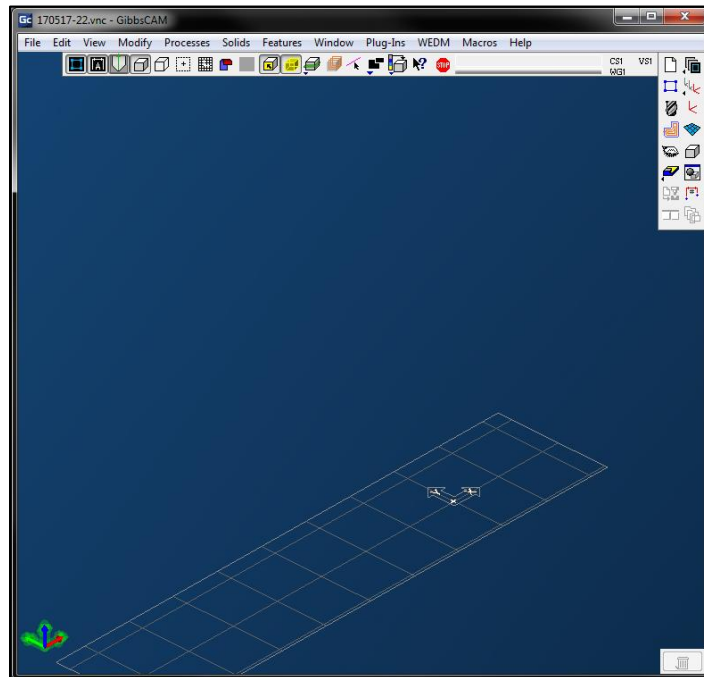 Gc 170517-22.vnc - GibbsCAM
File Edit View Modify Processes Solids Features Window Plug-Ins WEDM Macros Help
STOP CS1 VS1
WG1